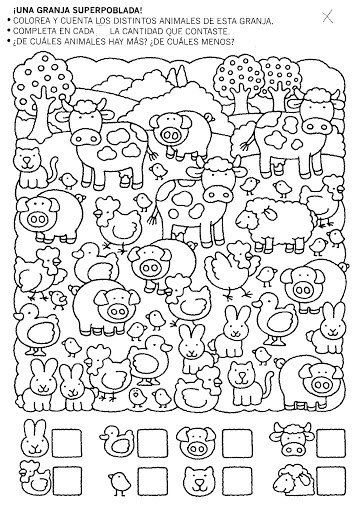 ¡UNA GRANJA SUPERPOBLADA!
• COLOREA Y CUENTA LOS DISTINTOS ANIMALES DE ESTA GRANJA.
• COMPLETA EN CADA LA CANTIDAD QUE CONTASTE.
• ¿DE CUÁLES ANIMALES HAY MÁS? ¿DE CUÁLES MENOS?